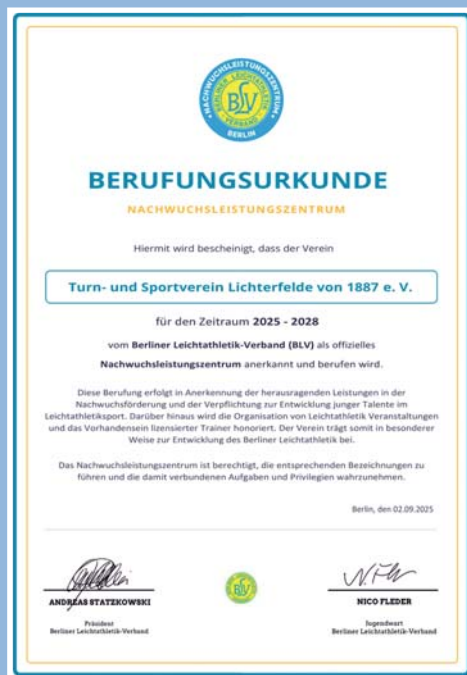 NACHWUCHSLEISTUNGSZENTRUM
BERLINER LEICHTATHLETIK
BLV
VERBAND
BERLIN
BERUFUNGSURKUNDE
NACHWUCHSLEISTUNGSZENTRUM
Hiermit wird bescheinigt, dass der Verein
Turn- und Sportverein Lichterfelde von 1887 e. V.
für den Zeitraum 2025 - 2028
vom Berliner Leichtathletik-Verband (BLV) als offizielles
Nachwuchsleistungszentrum anerkannt und berufen wird.
Diese Berufung erfolgt in Anerkennung der herausragenden Leistungen in der
Nachwuchsförderung und der Verpflichtung zur Entwicklung junger Talente im
Leichtathletiksport. Darüber hinaus wird die Organisation von Leichtathletik Veranstaltungen
und das Vorhandensein lizensierter Trainer honoriert. Der Verein trägt somit in besonderer
Weise zur Entwicklung des Berliner Leichtathletik bei.
Das Nachwuchsleistungszentrum ist berechtigt, die entsprechenden Bezeichnungen zu
führen und die damit verbundenen Aufgaben und Privilegien wahrzunehmen.
Berlin, den 02.09.2025
ANDREAS STATZKOWSKI
Präsident
Berliner Leichtathletik-Verband
NICO FLEDER
Jugendwart
Berliner Leichtathletik-Verband